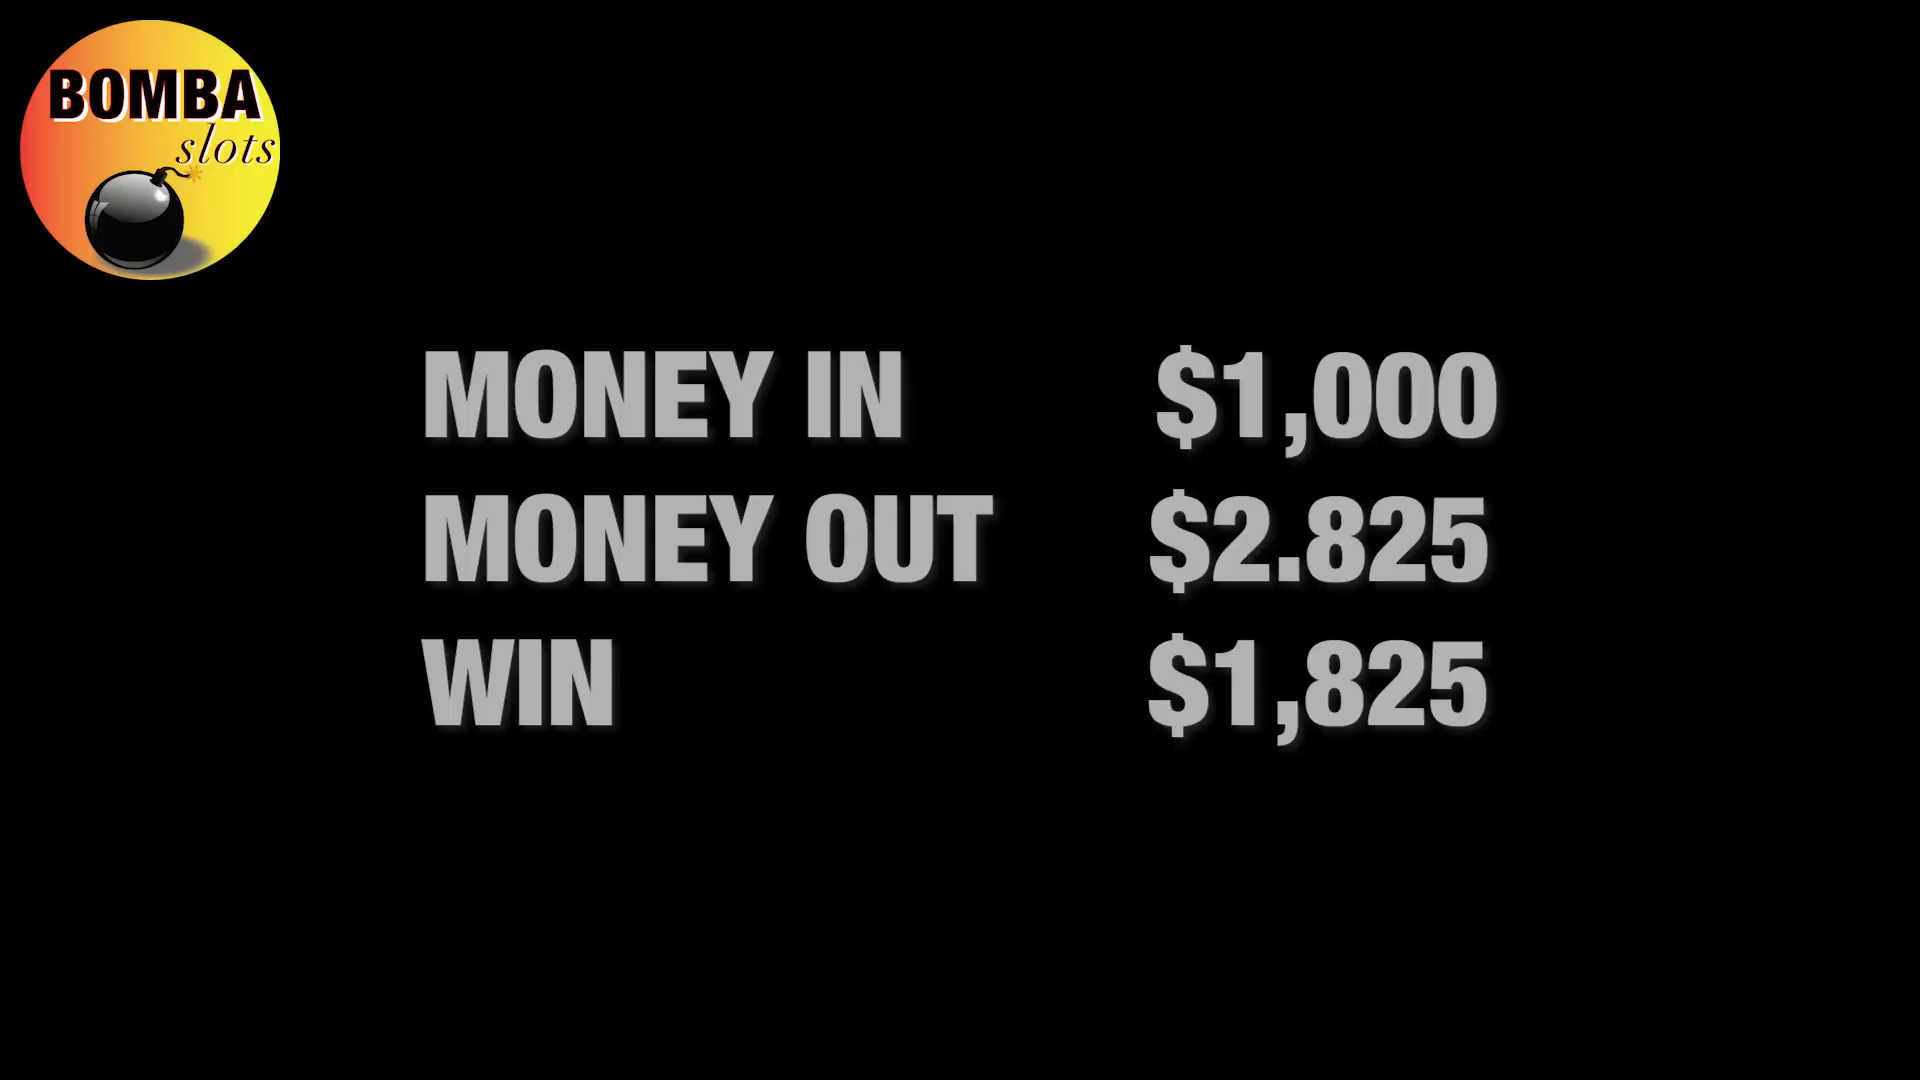 BOMBA
slots
MONEY IN $1,000
MONEY OUT $2.825
WIN $1,825